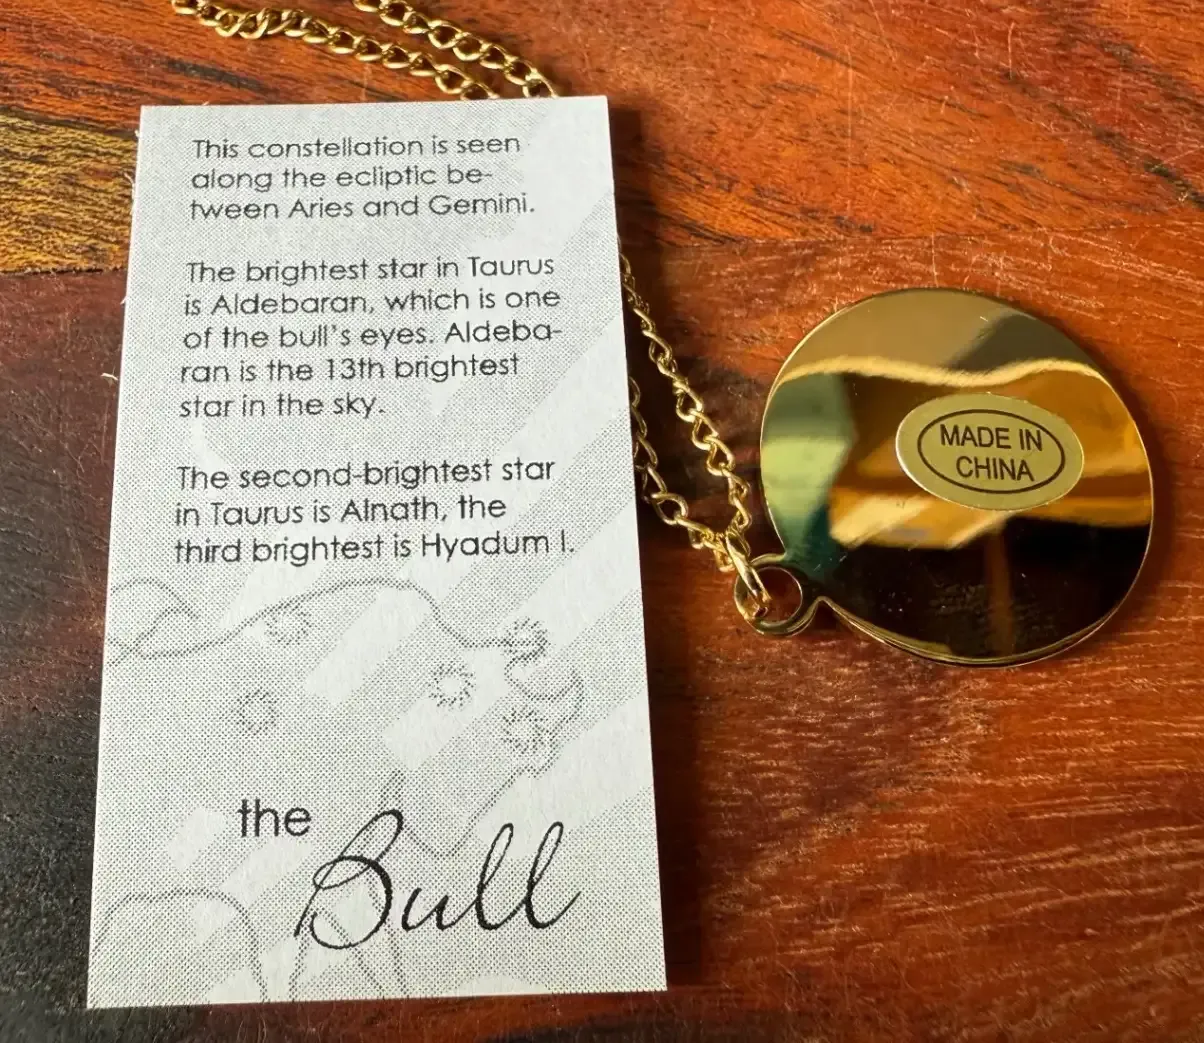 This constellation is seen
along the ecliptic be-
tween Aries and Gemini.
The brightest star in Taurus
is Aldebaran, which is one
of the bull's eyes. Aldeba-
ran is the 13th brightest
star in the sky.
The second-brightest star
in Taurus is Alnath, the
third brightest is Hyadum I.
the
Bull
MADE IN
CHINA